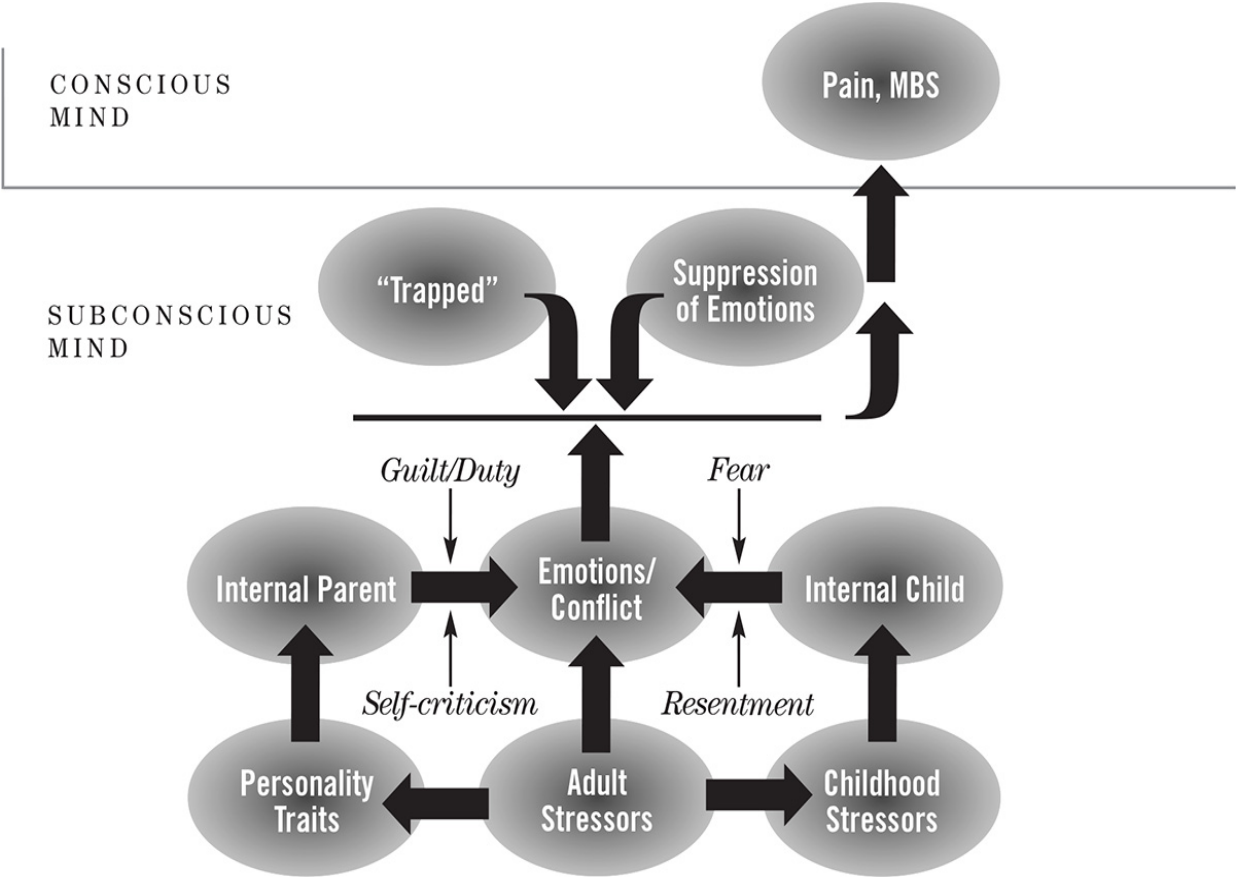 CONSCIOUS
MIND
Pain, MBS
“Trapped”
Suppression
of Emotions
SUBCONSCIOUS
MIND
Guilt/Duty
Fear
Internal Parent
Emotions/
Conflict
Internal Child
Self-criticism
Resentment
Personality
Traits
Adult
Stressors
Childhood
Stressors